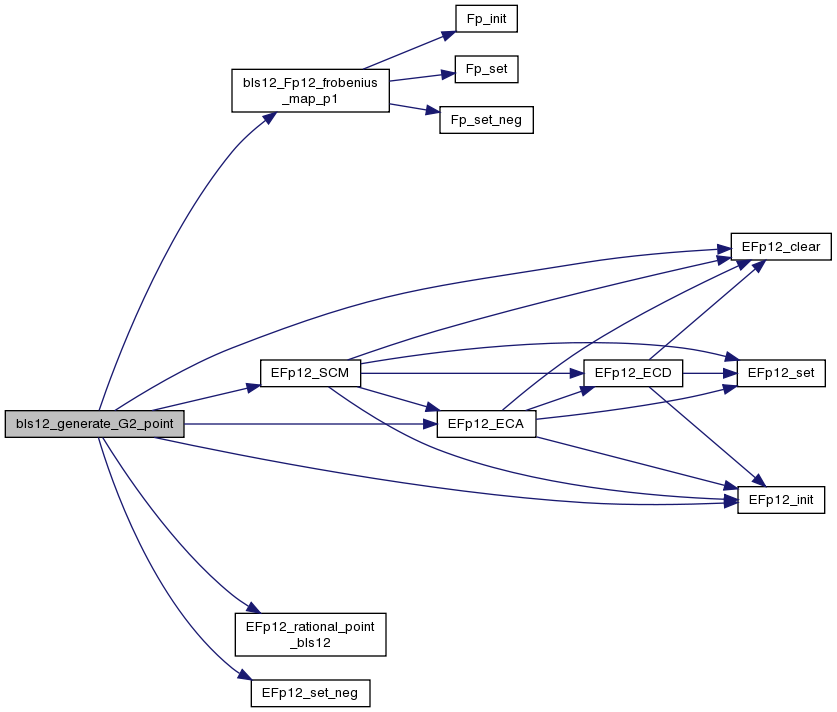 Fp_init
Fp_set
bls12_Fp12_frobenius
_map_p1
Fp_set_neg
EFp12_clear
EFp12_SCM
EFp12_ECD
EFp12_set
bls12_generate_G2_point
EFp12_ECA
EFp12_init
EFp12_rational_point
_bls12
EFp12_set_neg